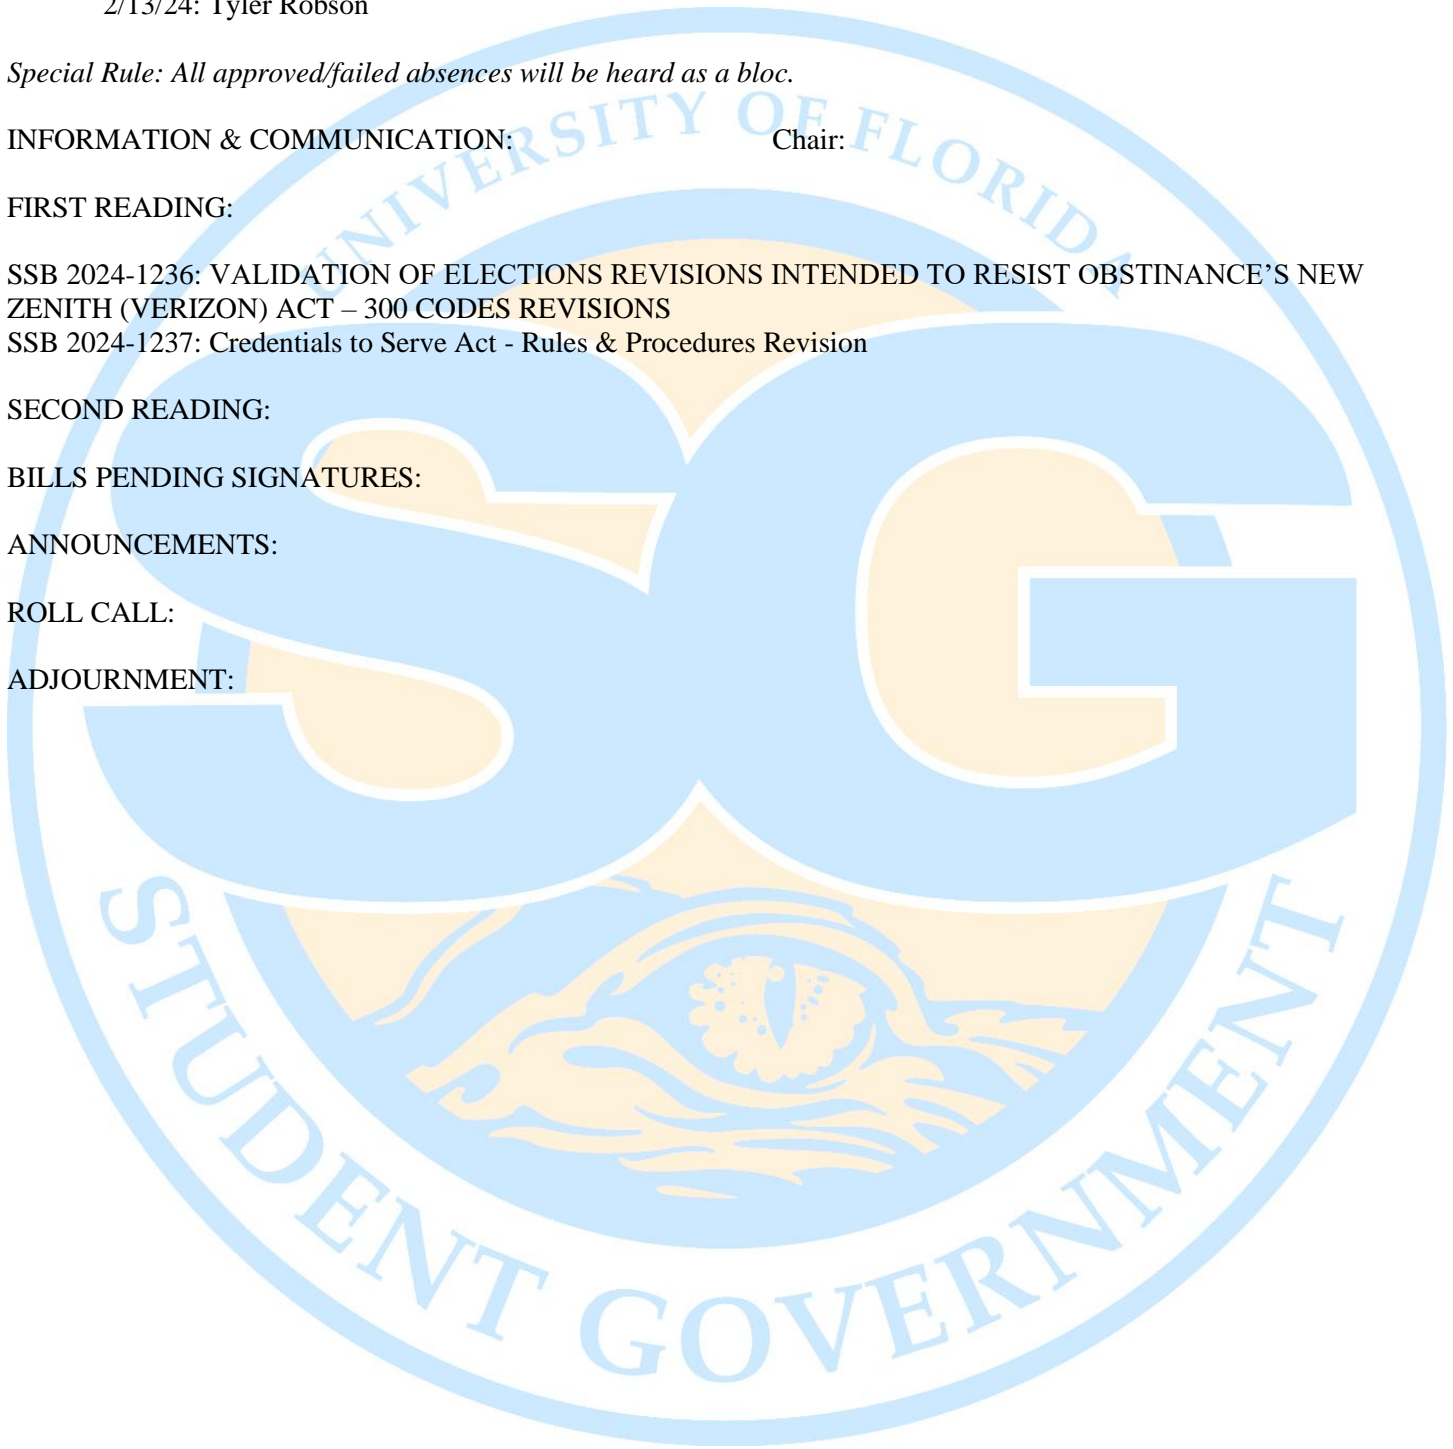 2/13/24: Tyler Robson
Special Rule: All approved/failed absences will be heard as a bloc.
INFORMATION & COMMUNICATION: Chair:
FIRST READING:
SSB 2024-1236: VALIDATION OF ELECTIONS REVISIONS INTENDED TO RESIST OBSTINANCE’S NEW
ZENITH (VERIZON) ACT – 300 CODES REVISIONS
SSB 2024-1237: Credentials to Serve Act - Rules & Procedures Revision
SECOND READING:
BILLS PENDING SIGNATURES:
ANNOUNCEMENTS:
ROLL CALL:
ADJOURNMENT:
UNIVERSITY OF FLORIDA
SG
STUDENT GOVERNMENT